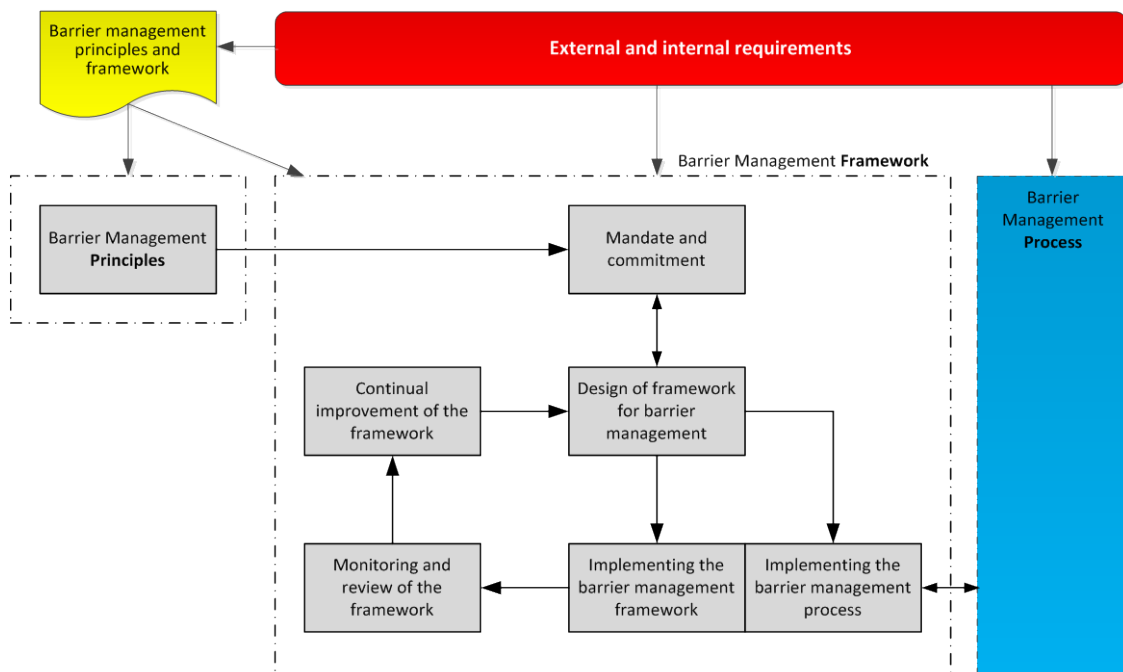 Barrier management
principles and
framework
External and internal requirements
Barrier Management Framework
Barrier Management
Principles
Mandate and
commitment
Barrier
Management
Process
Continual
improvement of the
framework
Design of framework
for barrier
management
Monitoring and
review of the
framework
Implementing the
barrier management
framework
Implementing the
barrier management
process